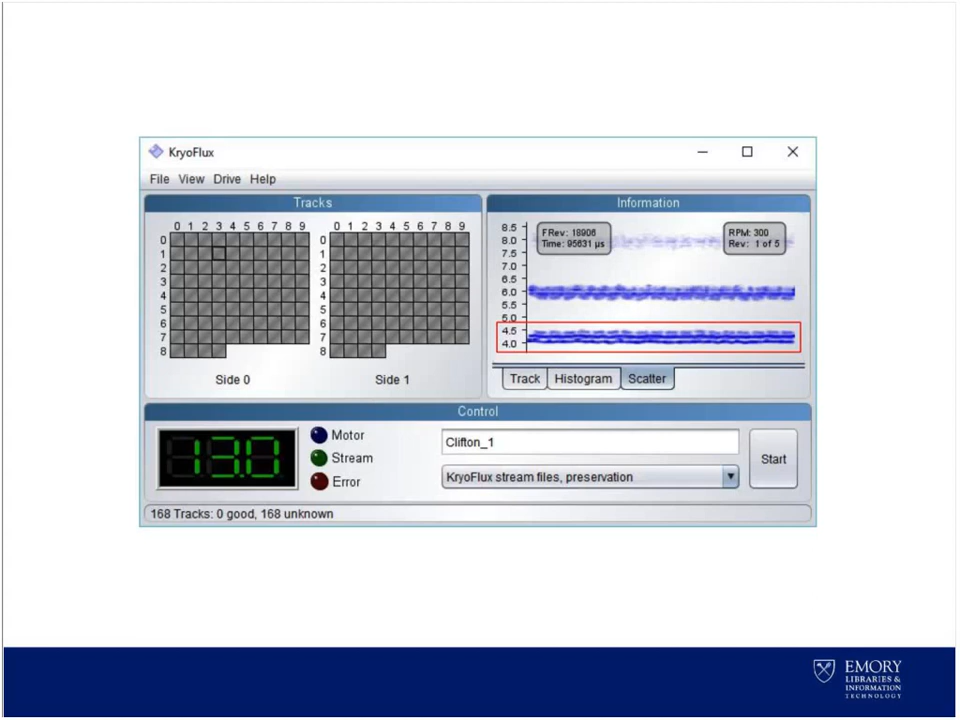 KryoFlux
File View Drive Help
Tracks
0 1 2 3 4 5 6 7 8 9
0
1
2
3
4
5
6
7
8
Side 0
0 1 2 3 4 5 6 7 8 9
0
1
2
3
4
5
6
7
8
Side 1
Information
8.5
8.0
7.5
7.0
6.5
6.0
5.5
5.0
4.5
4.0
FRev: 18906
Time: 95631 µs
RPM: 300
Rev: 1 of 5
Track Histogram Scatter
Control
13.0
Motor
Stream
Error
Clifton_1
KryoFlux stream files, preservation
Start
168 Tracks: 0 good, 168 unknown
EMORY
LIBRARIES &
INFORMATION
TECHNOLOGY